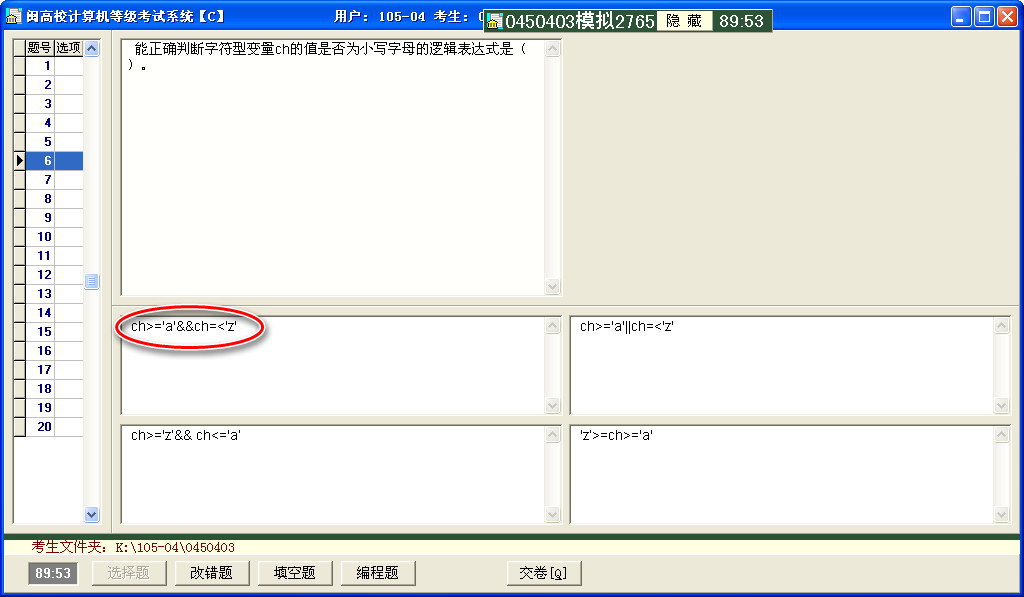 闽高校计算机等级考试系统【C】 用户: 105-04 考生:
0450403模拟2765 隐 藏 89:53
题号 选项
1
2
3
4
5
6
7
8
9
10
11
12
13
14
15
16
17
18
19
20
能正确判断字符型变量ch的值是否为小写字母的逻辑表达式是（
）。
ch>='a'&&ch=<'z'
ch>='a'||ch=<'z'
ch>='z'&& ch<='a'
'z'>=ch>='a'
考生文件夹: K:\105-04\0450403
89:53 选择题 改错题 填空题 编程题 交卷[Q]